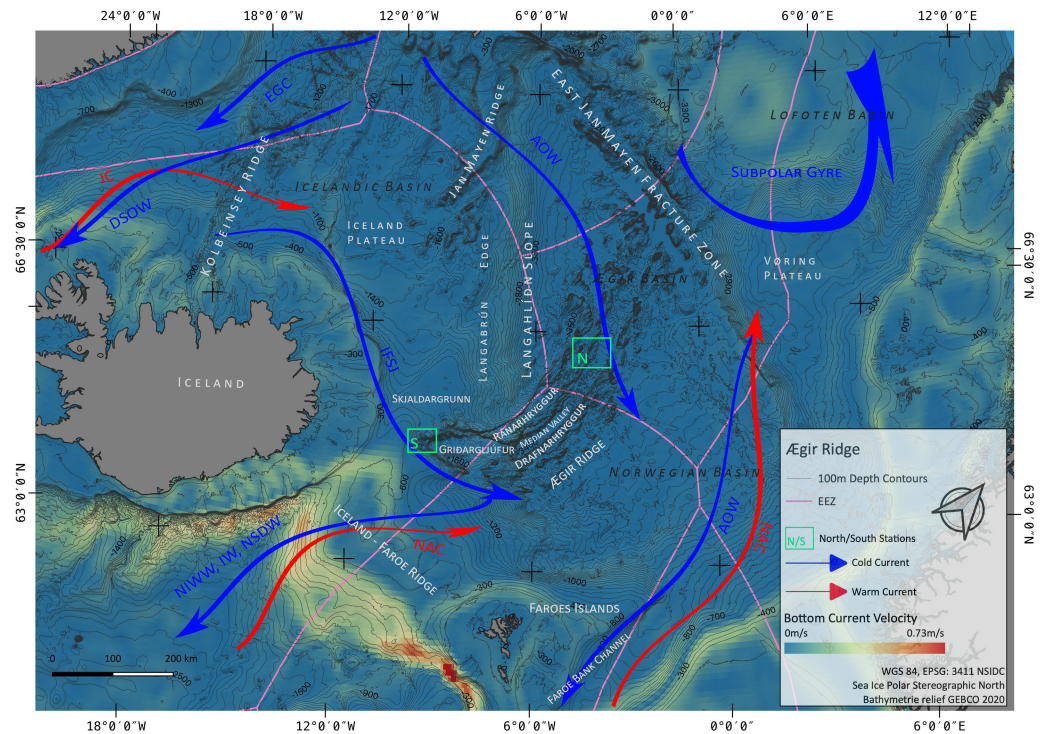 24°0′0″W
18°0′0″W
12°0′0″W
6°0′0″W
0°0′0″
6°0′0″E
12°0′0″E
EGC
IC
DSOW
KOLBEINSEY RIDGE
ICELANDIC BASIN
ICELAND
PLATEAU
JAN MAYEN RIDGE
AOW
EAST JAN MAYEN FRACTURE ZONE
LOFOTEN BASIN
SUBPOLAR GYRE
VØRING
PLATEAU
66°30′0″N
66°30′0″N
LANGABRÚN EDGE
LANGAHLÍÐIN SLOPE
ÆGIR BASIN
N
ICELAND
IFSJ
SKJALDARGRUNN
S
GRIÐARGLJÚFUR
RÁNARHRYGGUR
MEDIAN VALLEY
DRAFNARHRYGGUR
ÆGIR RIDGE
NORWEGIAN BASIN
63°0′0″N
63°0′0″N
NIWW, IW, NSDW
ICELAND - FAROE RIDGE
NAC
AOW
NAC
FAROES ISLANDS
FAROE BANK CHANNEL
0 100 200 km
Ægir Ridge
100m Depth Contours
EEZ
N/S North/South Stations
Cold Current
Warm Current
Bottom Current Velocity
0m/s 0.73m/s
WGS 84, EPSG: 3411 NSIDC
Sea Ice Polar Stereographic North
Bathymetrie relief GEBCO 2020
18°0′0″W
12°0′0″W
6°0′0″W
0°0′0″
6°0′0″E